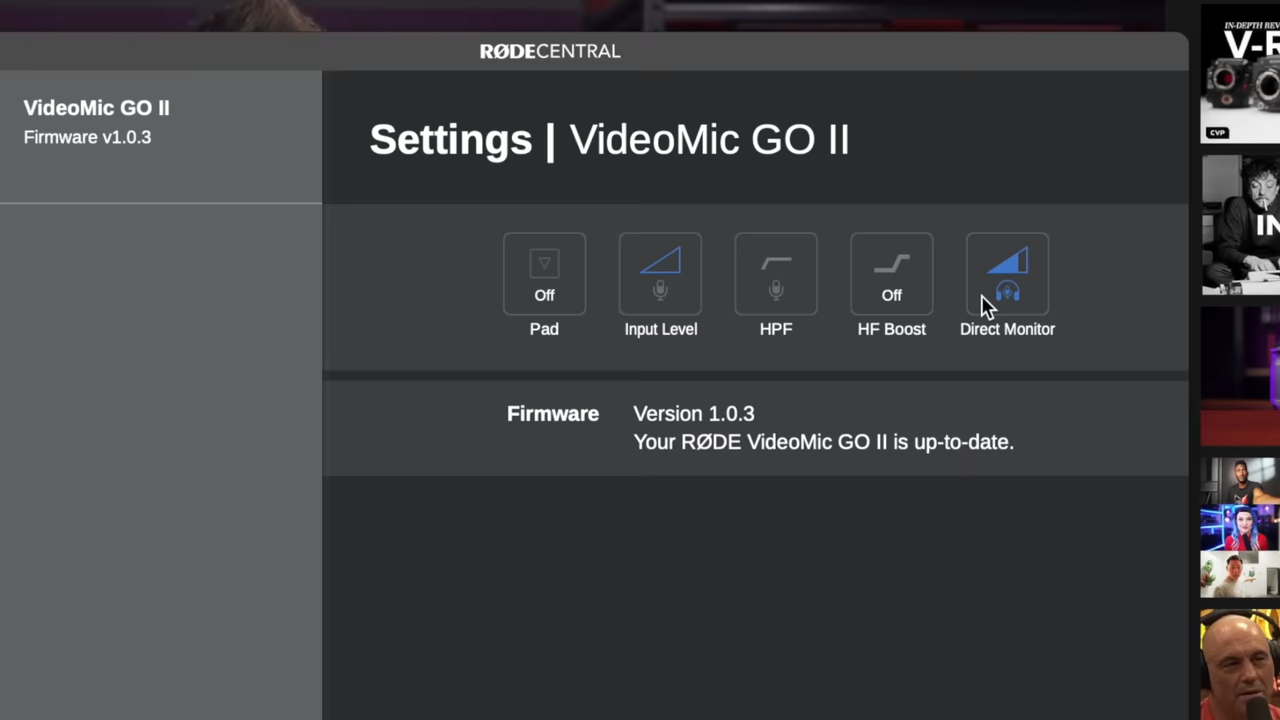 RØDECENTRAL
VideoMic GO II
Firmware v1.0.3
Settings | VideoMic GO II
Off
Off
Pad
Input Level
HPF
HF Boost
Direct Monitor
Firmware
Version 1.0.3
Your RØDE VideoMic GO II is up-to-date.
IN-DEPTH REV
V-R
CVP
IN